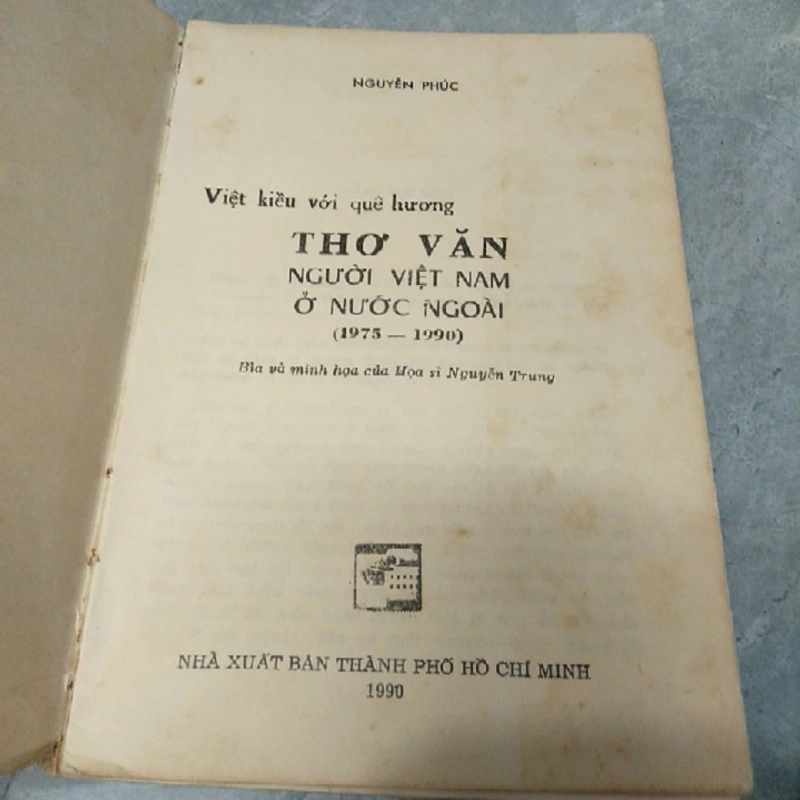 NGUYỄN PHÚC
Việt kiều với quê hương
THƠ VĂN
NGƯỜI VIỆT NAM
Ở NƯỚC NGOÀI
(1975 — 1990)
Bìa và minh họa của Họa sĩ Nguyễn Trung
NHÀ XUẤT BẢN THÀNH PHỐ HỒ CHÍ MINH
1990